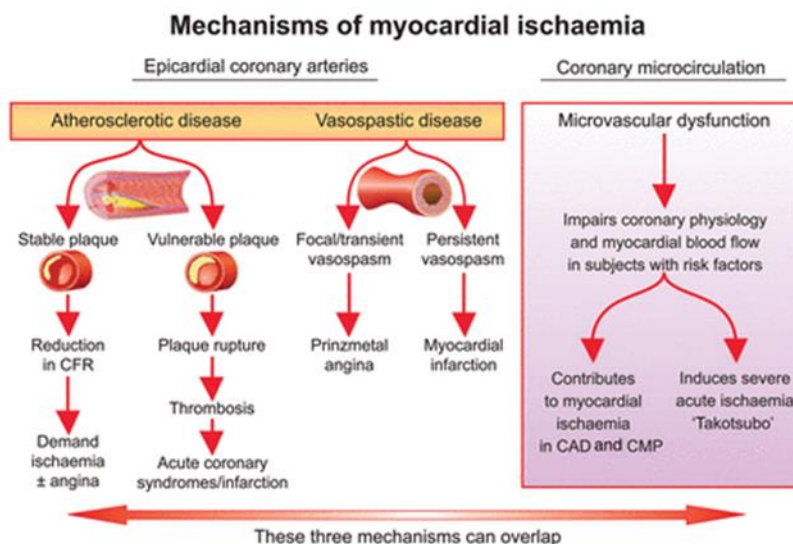 Mechanisms of myocardial ischaemia
Epicardial coronary arteries
Coronary microcirculation
Atherosclerotic disease
Vasospastic disease
Stable plaque
Vulnerable plaque
Reduction
in CFR
Plaque rupture
Demand
ischaemia
± angina
Thrombosis
Acute coronary
syndromes/infarction
Focal/transient
vasospasm
Persistent
vasospasm
Prinzmetal
angina
Myocardial
infarction
Microvascular dysfunction
Impairs coronary physiology
and myocardial blood flow
in subjects with risk factors
Contributes
to myocardial
ischaemia
in CAD and CMP
Induces severe
acute ischaemia
‘Takotsubo’
These three mechanisms can overlap